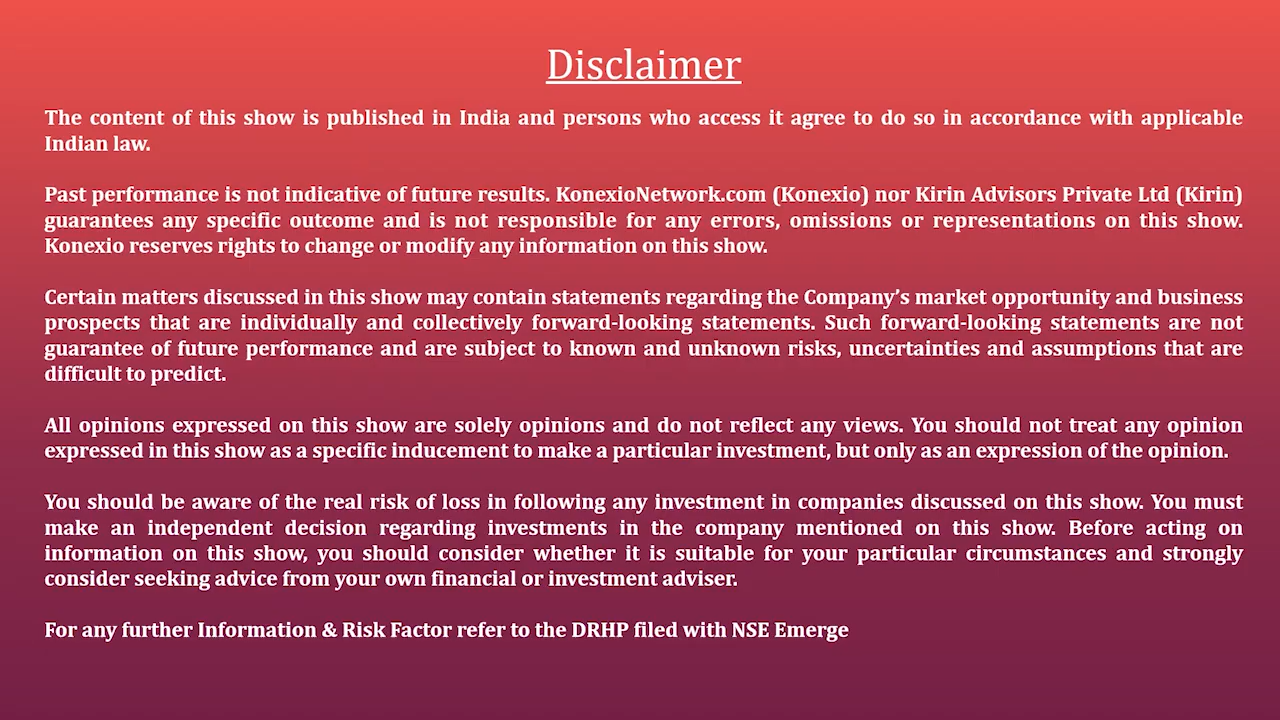 Disclaimer
The content of this show is published in India and persons who access it agree to do so in accordance with applicable
Indian law.
Past performance is not indicative of future results. KonexioNetwork.com (Konexio) nor Kirin Advisors Private Ltd (Kirin)
guarantees any specific outcome and is not responsible for any errors, omissions or representations on this show.
Konexio reserves rights to change or modify any information on this show.
Certain matters discussed in this show may contain statements regarding the Company’s market opportunity and business
prospects that are individually and collectively forward-looking statements. Such forward-looking statements are not
guarantee of future performance and are subject to known and unknown risks, uncertainties and assumptions that are
difficult to predict.
All opinions expressed on this show are solely opinions and do not reflect any views. You should not treat any opinion
expressed in this show as a specific inducement to make a particular investment, but only as an expression of the opinion.
You should be aware of the real risk of loss in following any investment in companies discussed on this show. You must
make an independent decision regarding investments in the company mentioned on this show. Before acting on
information on this show, you should consider whether it is suitable for your particular circumstances and strongly
consider seeking advice from your own financial or investment adviser.
For any further Information & Risk Factor refer to the DRHP filed with NSE Emerge